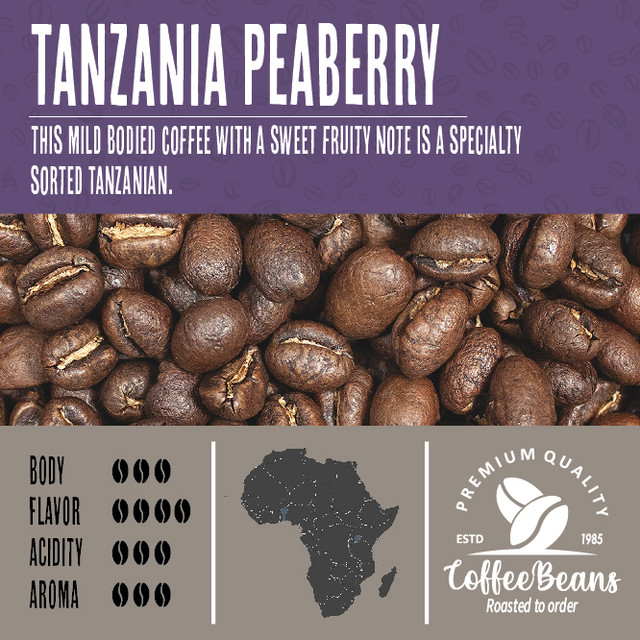 TANZANIA PEABERRY
THIS MILD BODIED COFFEE WITH A SWEET FRUITY NOTE IS A SPECIALTY
SORTED TANZANIAN.
BODY
FLAVOR
ACIDITY
AROMA
PREMIUM QUALITY
ESTD 1985
CoffeeBeans
Roasted to order